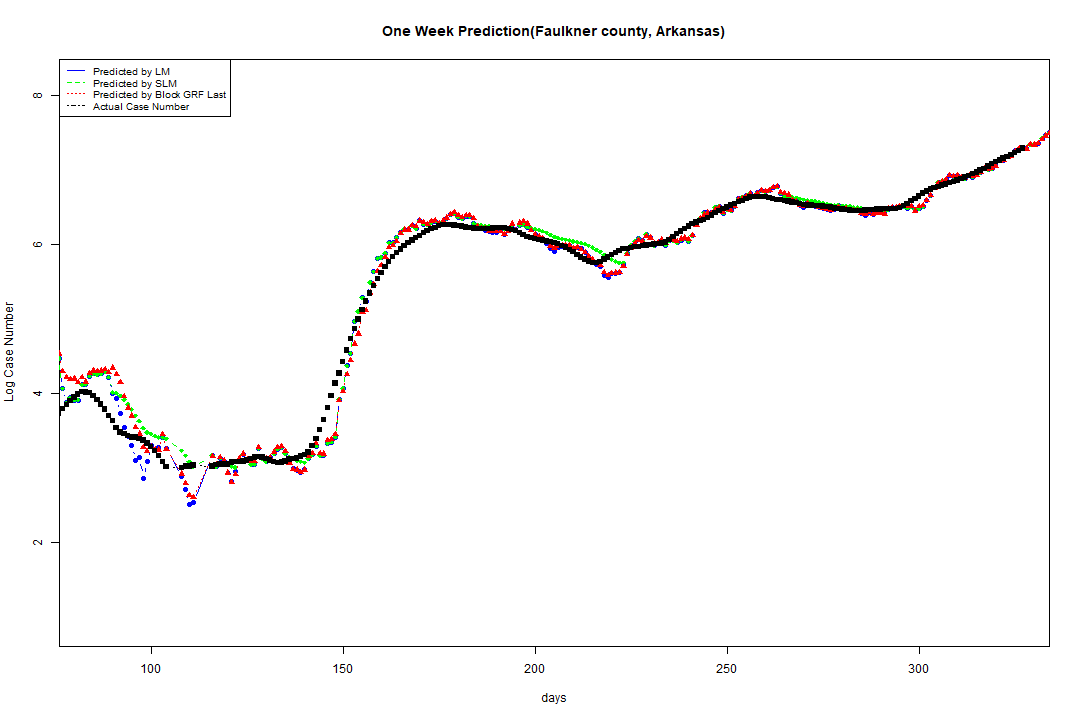 One Week Prediction(Faulkner county, Arkansas)
Predicted by LM
Predicted by SLM
Predicted by Block GRF Last
Actual Case Number
8
6
4
2
Log Case Number
100 150 200 250 300
days